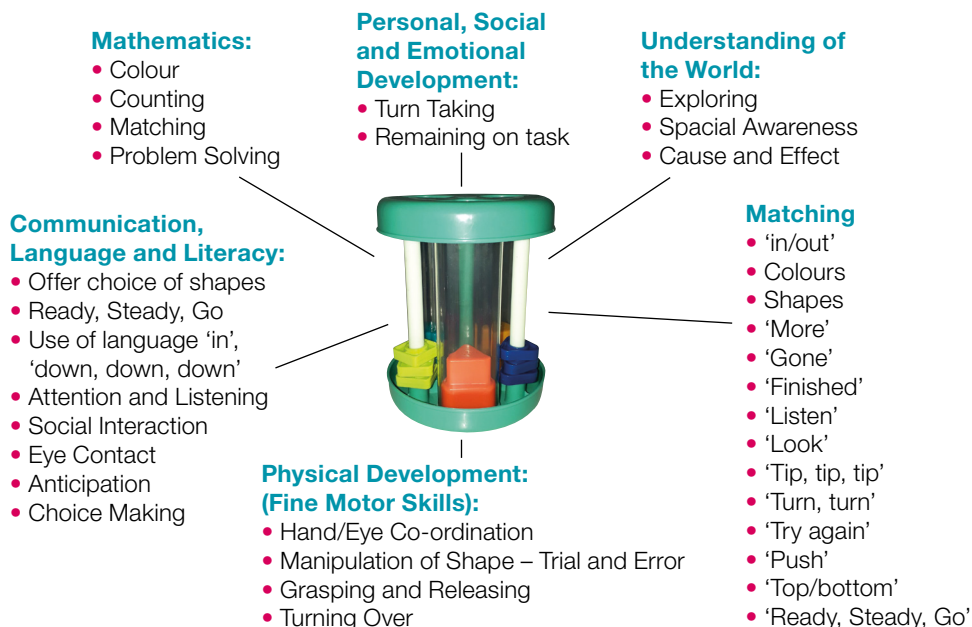 Mathematics:
• Colour
• Counting
• Matching
• Problem Solving
Personal, Social
and Emotional
Development:
• Turn Taking
• Remaining on task
Understanding of
the World:
• Exploring
• Spacial Awareness
• Cause and Effect
Communication,
Language and Literacy:
• Offer choice of shapes
• Ready, Steady, Go
• Use of language ‘in’,
‘down, down, down’
• Attention and Listening
• Social Interaction
• Eye Contact
• Anticipation
• Choice Making
Physical Development:
(Fine Motor Skills):
• Hand/Eye Co-ordination
• Manipulation of Shape – Trial and Error
• Grasping and Releasing
• Turning Over
Matching
• ‘in/out’
• Colours
• Shapes
• ‘More’
• ‘Gone’
• ‘Finished’
• ‘Listen’
• ‘Look’
• ‘Tip, tip, tip’
• ‘Turn, turn’
• ‘Try again’
• ‘Push’
• ‘Top/bottom’
• ‘Ready, Steady, Go’